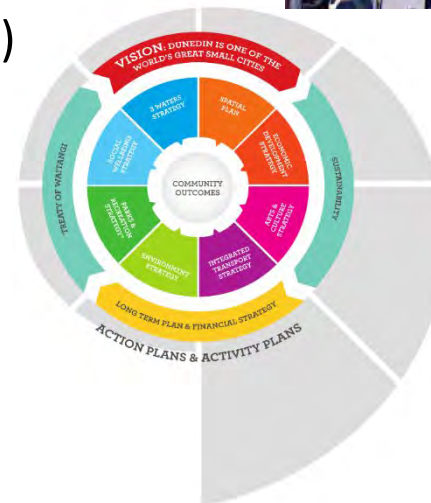 )
VISION: DUNEDIN IS ONE OF THE
WORLD'S GREAT SMALL CITIES
3 WATERS
STRATEGY
SPATIAL
PLAN
SOCIAL
WELLBEING
STRATEGY
ECONOMIC
DEVELOPMENT
STRATEGY
TREATY OF WAITANGI
COMMUNITY
OUTCOMES
SUSTAINABILITY
PARKS &
RECREATION
STRATEGY*
ARTS &
CULTURE
STRATEGY
ENVIRONMENT
STRATEGY
INTEGRATED
TRANSPORT
STRATEGY
LONG TERM PLAN & FINANCIAL STRATEGY
ACTION PLANS & ACTIVITY PLANS